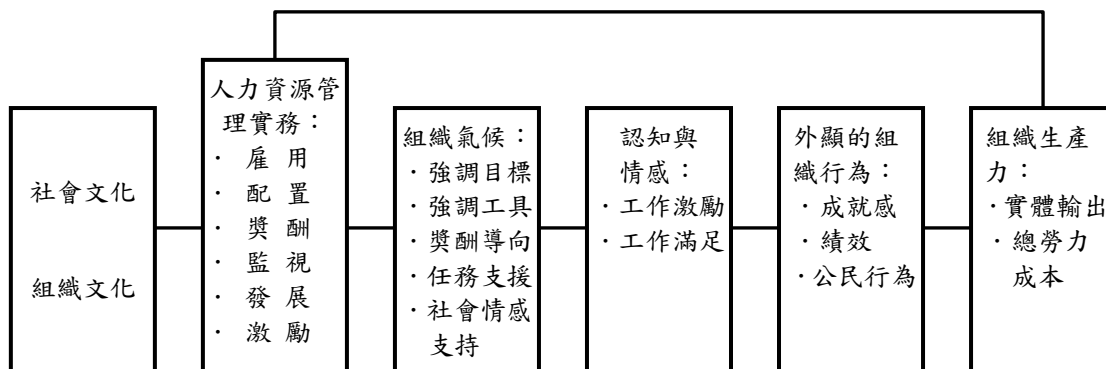 社會文化
組織文化
人力資源管
理實務：
· 雇 用
· 配 置
· 獎 酬
· 監 視
· 發 展
· 激 勵
組織氣候：
·強調目標
·強調工具
·獎酬導向
·任務支援
·社會情感
支持
認知與
情感：
·工作激勵
·工作滿足
外顯的組
織行為：
·成就感
·績效
·公民行為
組織生產
力：
·實體輸出
·總勞力
成本